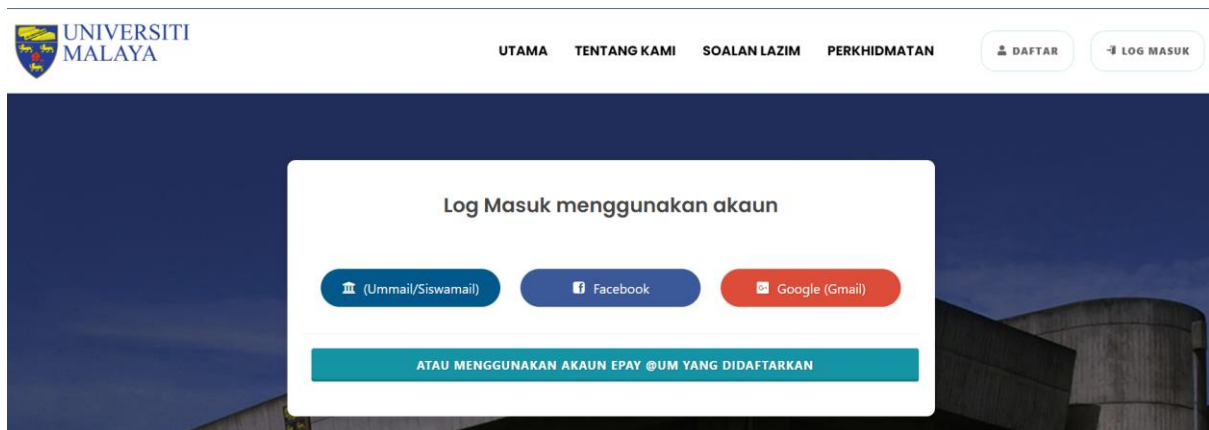 UNIVERSITI
MALAYA
UTAMA TENTANG KAMI SOALAN LAZIM PERKHIDMATAN DAFTAR LOG MASUK
Log Masuk menggunakan akaun
(Ummail/Siswamail) Facebook Google (Gmail)
ATAU MENGGUNAKAN AKAUN EPAY @UM YANG DIDAFTARKAN